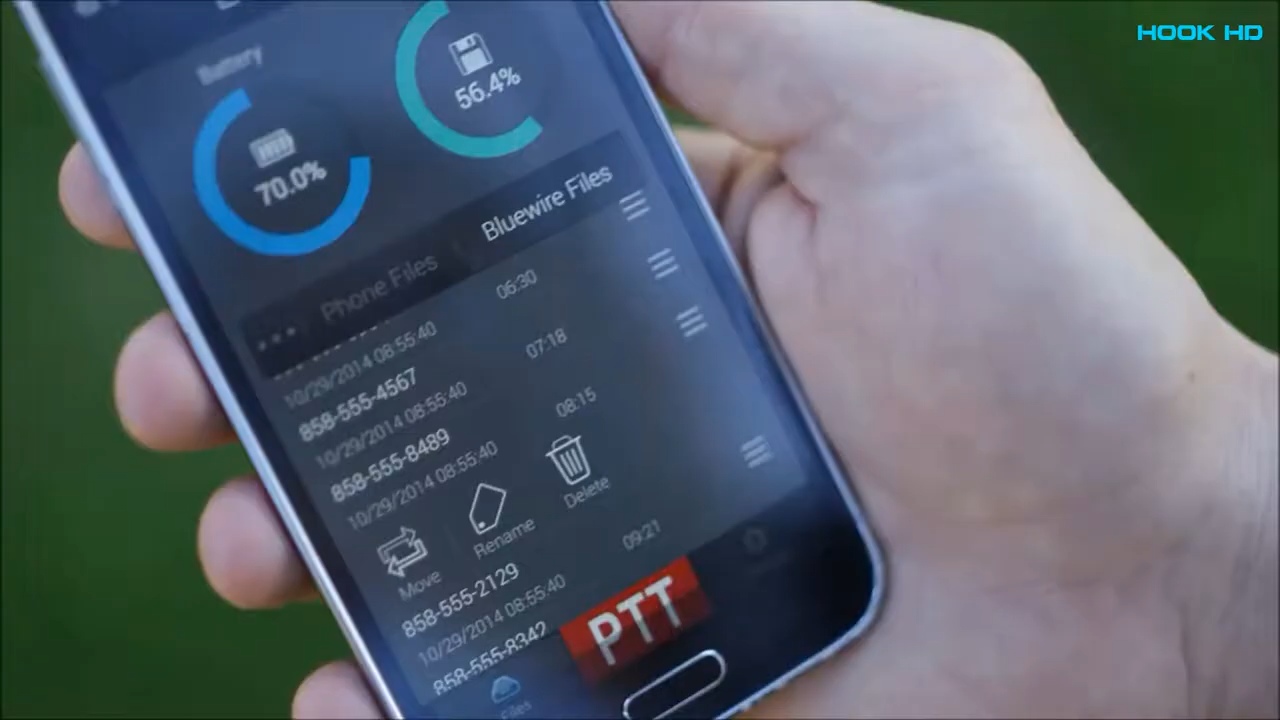 HOOK HD
Battery
56.4%
70.0%
Phone Files
Bluewire Files
06:30
10/29/2014 08:55:40
858-555-4567
07:18
10/29/2014 08:55:40
858-555-8489
08:15
10/29/2014 08:55:40
Move
Rename
Delete
858-555-2129
09:21
10/29/2014 08:55:40
858-555-8342
Files
PTT